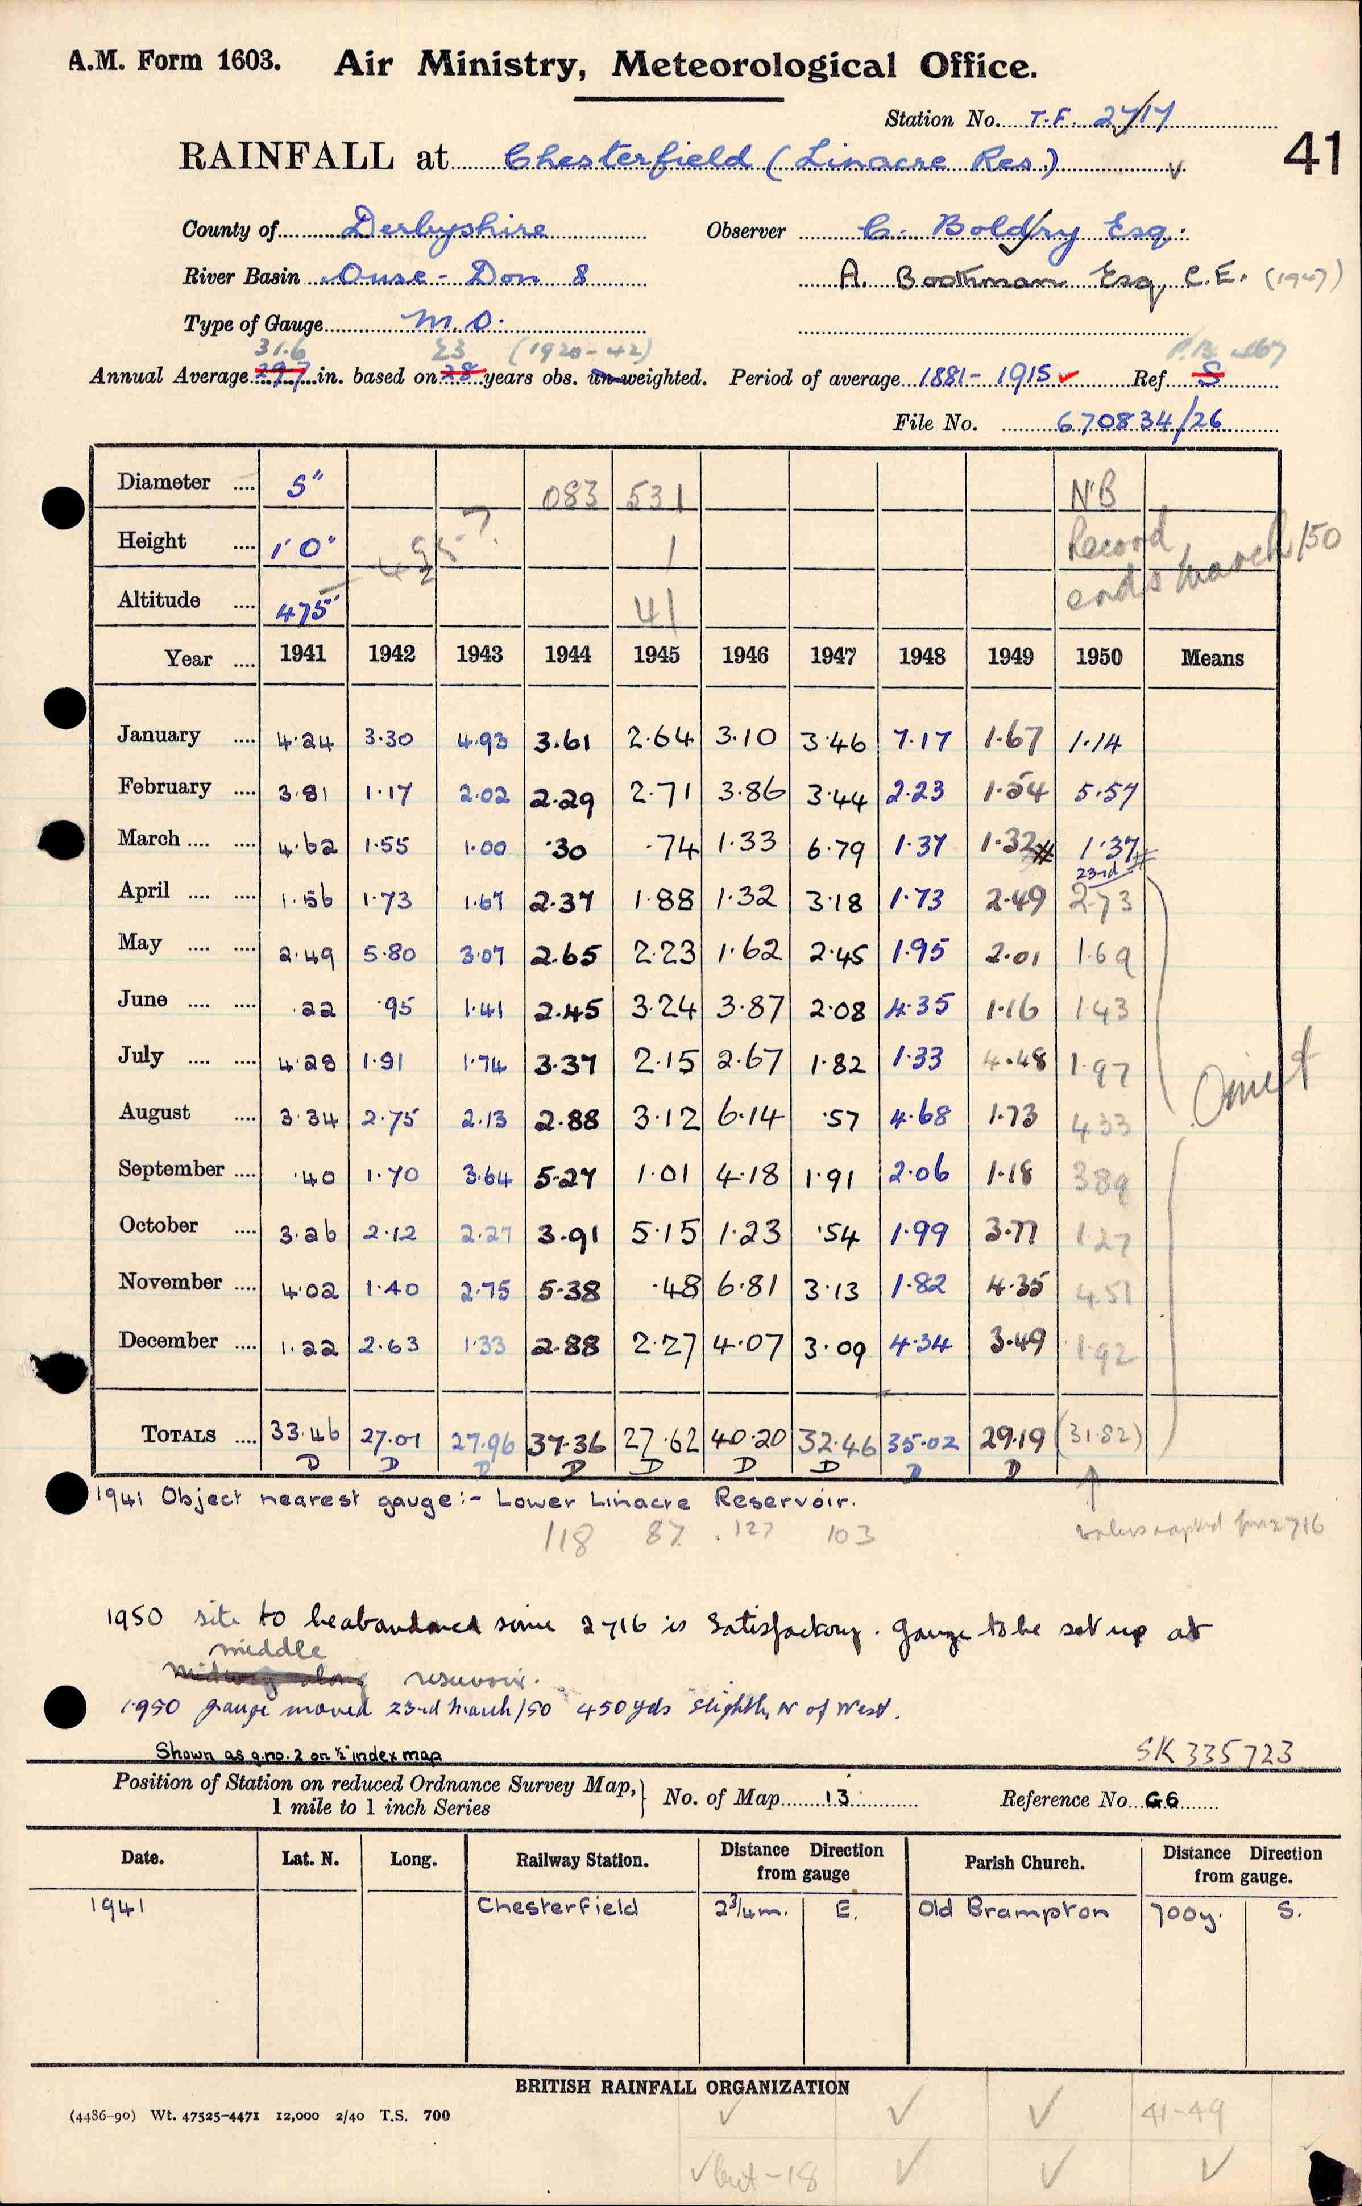 A.M. Form 1603. Air Ministry, Meteorological Office.
Station No. T.F. 2717
RAINFALL at Chesterfield (Linacre Res.) 41
County of Derbyshire Observer C. Boldry Esq.
River Basin Ouse - Don 8 A. Boothman Esq, C.E. (1947)
Type of Gauge M.O.
31.6 23 (1920-42)
Annual Average 29.7 in. based on 28 years obs. un-weighted. Period of average 1881-1915 Ref S
File No. 670834/26
Diameter .... 5" 083 531 NB
Height .... 1' 0" 1 Record
Altitude .... 475' 41 ends March/50
Year .... 1941 1942 1943 1944 1945 1946 1947 1948 1949 1950 Means
January .... 4.24 3.30 4.93 3.61 2.64 3.10 3.46 7.17 1.67 1.14
February .... 3.81 1.17 2.02 2.29 2.71 3.86 3.44 2.23 1.54 5.57
March .... .... 4.62 1.55 1.00 .30 .74 1.33 6.79 1.37 1.32# 1.37#
23rd
April .... .... 1.56 1.73 1.67 2.37 1.88 1.32 3.18 1.73 2.49 2.73
May .... .... 2.49 5.80 3.07 2.65 2.23 1.62 2.45 1.95 2.01 1.69
June .... .... .22 .95 1.41 2.45 3.24 3.87 2.08 4.35 1.16 1.43
July .... .... 4.28 1.91 1.74 3.37 2.15 2.67 1.82 1.33 4.48 1.97 Omit
August .... 3.34 2.75 2.13 2.88 3.12 6.14 .57 4.68 1.73 4.33
September .... .40 1.70 3.64 5.27 1.01 4.18 1.91 2.06 1.18 3.89
October .... 3.26 2.12 2.27 3.91 5.15 1.23 .54 1.99 3.77 1.27
November .... 4.02 1.40 2.75 5.38 .48 6.81 3.13 1.82 4.35 4.51
December .... 1.22 2.63 1.33 2.88 2.27 4.07 3.09 4.34 3.49 1.92
TOTALS .... 33.46 27.01 27.96 37.36 27.62 40.20 32.46 35.02 29.19 (31.82)
D D D D D D D D D
1941 Object nearest gauge:- Lower Linacre Reservoir.
118 87 127 103 2716
1950 site to be abandoned since 2716 is satisfactory. Gauge to be set up at
middle
midway along reservoir.
1950 gauge moved 23rd March/50 450 yds slightly N of West.
Shown as g.no. 2 on ½" index map SK 335723
Position of Station on reduced Ordnance Survey Map, 1 mile to 1 inch Series No. of Map 13 Reference No. G6
Date. Lat. N. Long. Railway Station. Distance Direction from gauge Parish Church. Distance Direction from gauge.
1941 Chesterfield 2¾m. E. Old Brampton 700y. S.
BRITISH RAINFALL ORGANIZATION
(4486-90) Wt. 47525-4471 12,000 2/40 T.S. 700
41-49
but -18